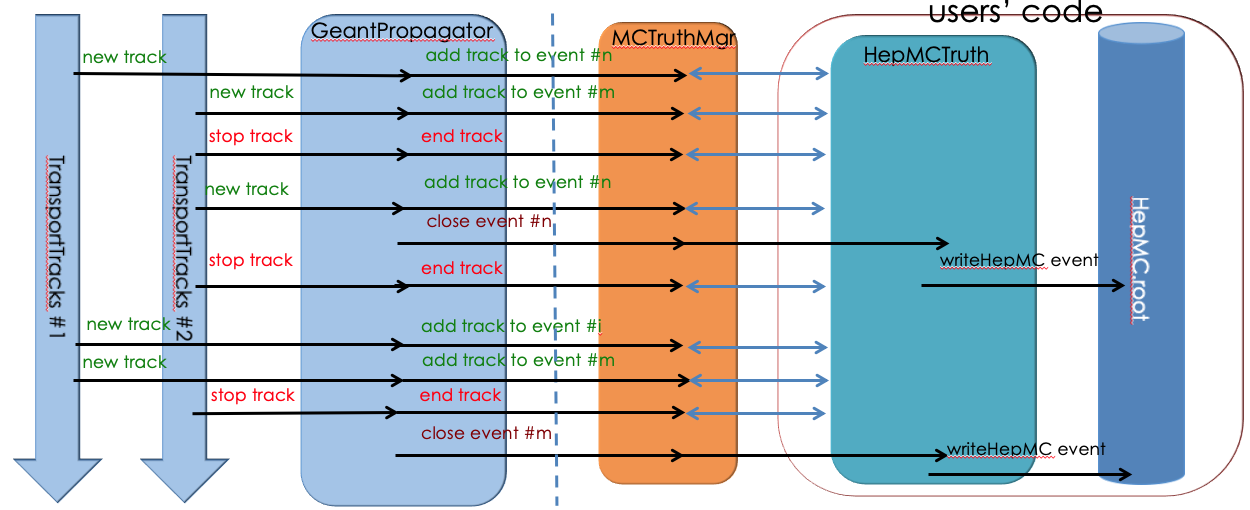 users’ code
GeantPropagator
MCTruthMgr
HepMCTruth
new track
add track to event #n
new track
add track to event #m
stop track
end track
TransportTracks #1
TransportTracks #2
new track
add track to event #n
close event #n
HepMC.root
stop track
end track
writeHepMC event
new track
add track to event #i
new track
add track to event #m
stop track
end track
close event #m
writeHepMC event